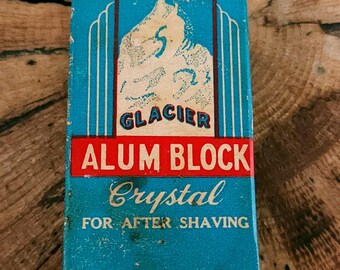 GLACIER
ALUM BLOCK
Crystal
FOR AFTER SHAVING